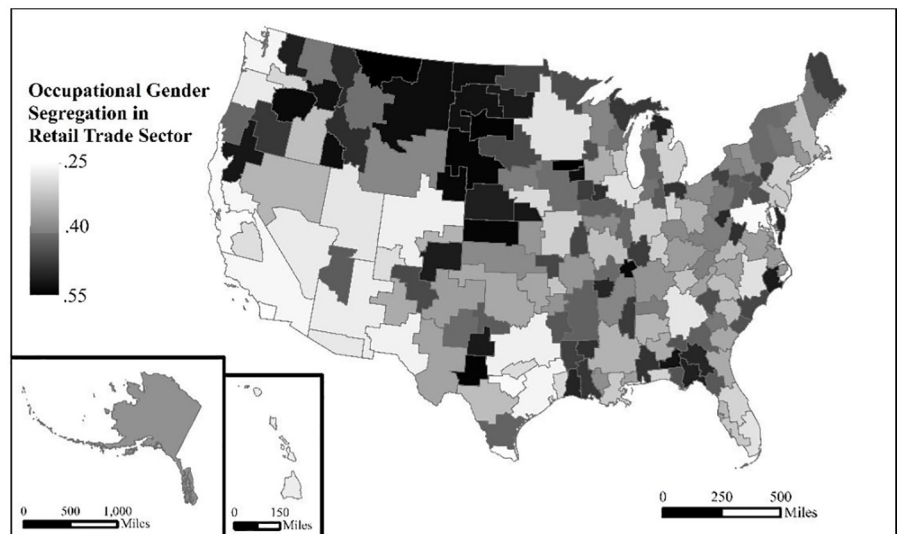 Occupational Gender
Segregation in
Retail Trade Sector
.25
.40
.55
0 500 1,000
Miles
0 150
Miles
0 250 500
Miles